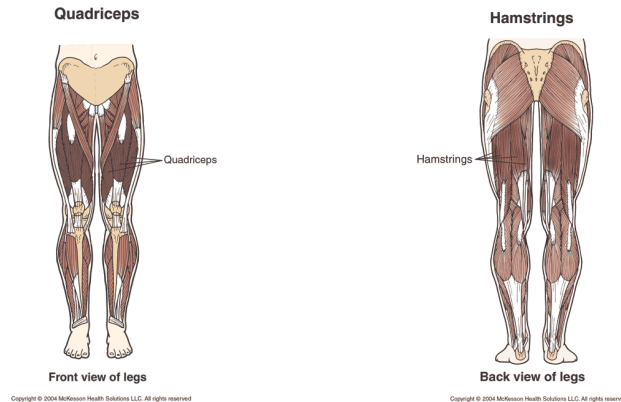 Quadriceps
Hamstrings
Quadriceps
Hamstrings
Front view of legs
Back view of legs
Copyright © 2004 McKesson Health Solutions LLC. All rights reserved
Copyright © 2004 McKesson Health Solutions LLC. All rights reserve